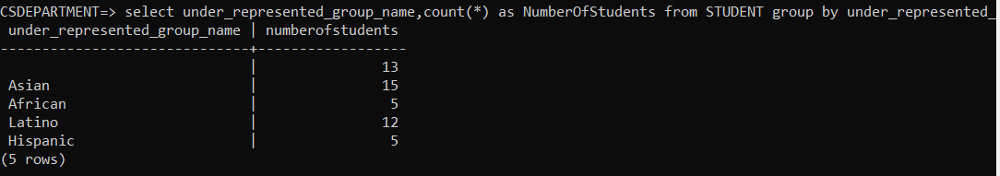 CSDEPARTMENT=> select under_represented_group_name,count(*) as NumberOfStudents from STUDENT group by under_represented_
 under_represented_group_name | numberofstudents
------------------------------+------------------
                              |               13
 Asian                        |               15
 African                      |                5
 Latino                       |               12
 Hispanic                     |                5
(5 rows)